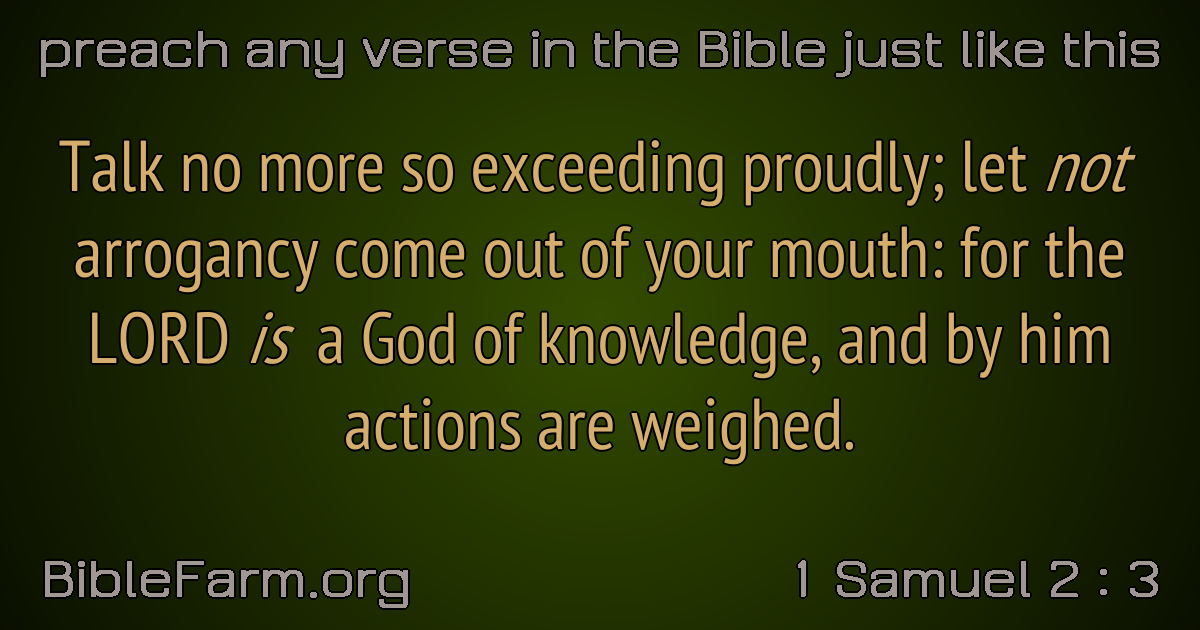 preach any verse in the Bible just like this
Talk no more so exceeding proudly; let not
arrogancy come out of your mouth: for the
LORD is a God of knowledge, and by him
actions are weighed.
BibleFarm.org
1 Samuel 2 : 3